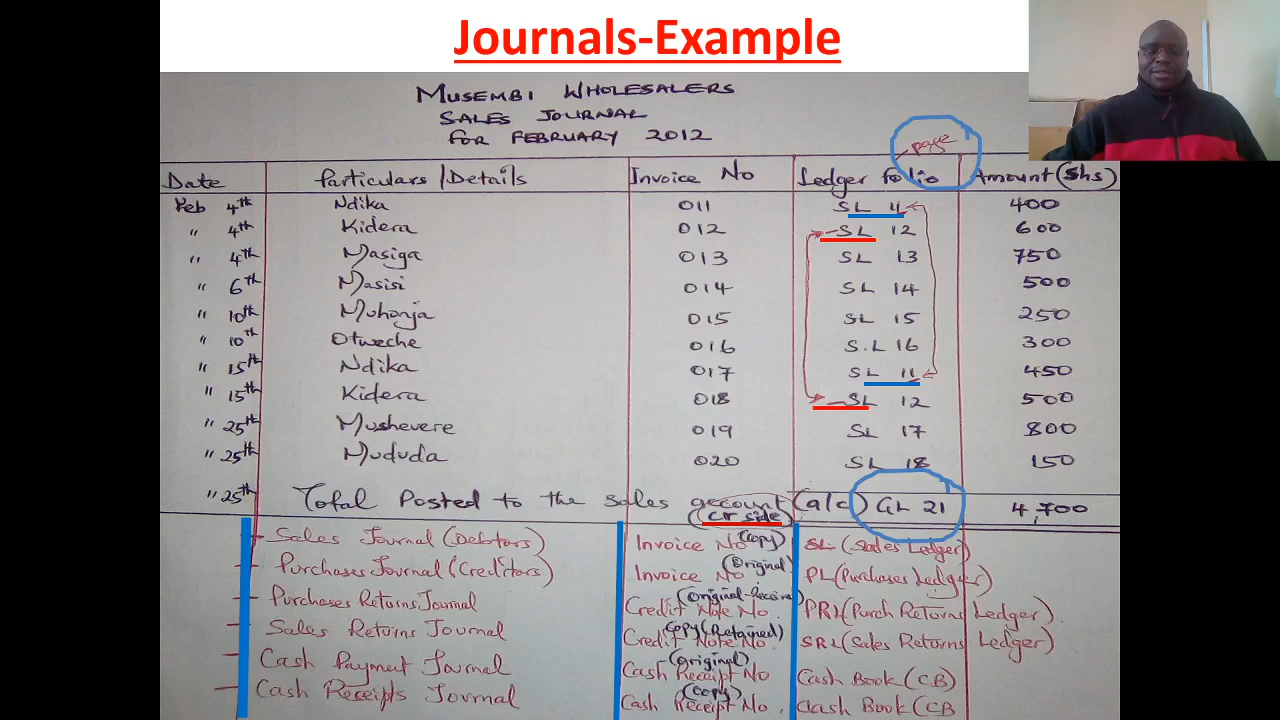 Journals-Example
MUSEMBI WHOLESALERS
SALES JOURNAL
for FEBRUARY 2012
page
Date Particulars/Details Invoice No Ledger folio Amount (Shs)
Feb 4th Ndika 011 SL 11 400
" 4th Kidera 012 SL 12 600
" 4th Masiga 013 SL 13 750
" 6th Masisi 014 SL 14 500
" 10th Muhonja 015 SL 15 250
" 10th Otweche 016 S.L 16 300
" 15th Ndika 017 SL 11 450
" 15th Kidera 018 SL 12 500
" 25th Mushevere 019 SL 17 800
" 25th Mududa 020 SL 18 150
" 25th Total Posted to the sales account (a/c) GL 21 4,700
(Cr side)
Sales Journal (Debtors) Invoice No (Copy) SL (Sales Ledger)
Purchases Journal (Creditors) Invoice No (Original) PL (Purchases Ledger)
Purchases Returns Journal Credit Note No. PRL (Purch Returns Ledger).
Sales Returns Journal Credit Note No. Copy (Retained) SRL (Sales Returns Ledger)
Cash Payment Journal Cash Receipt No (Original) Cash Book (CB)
Cash Receipts Journal Cash Receipt No. (Copy) Cash Book (CB